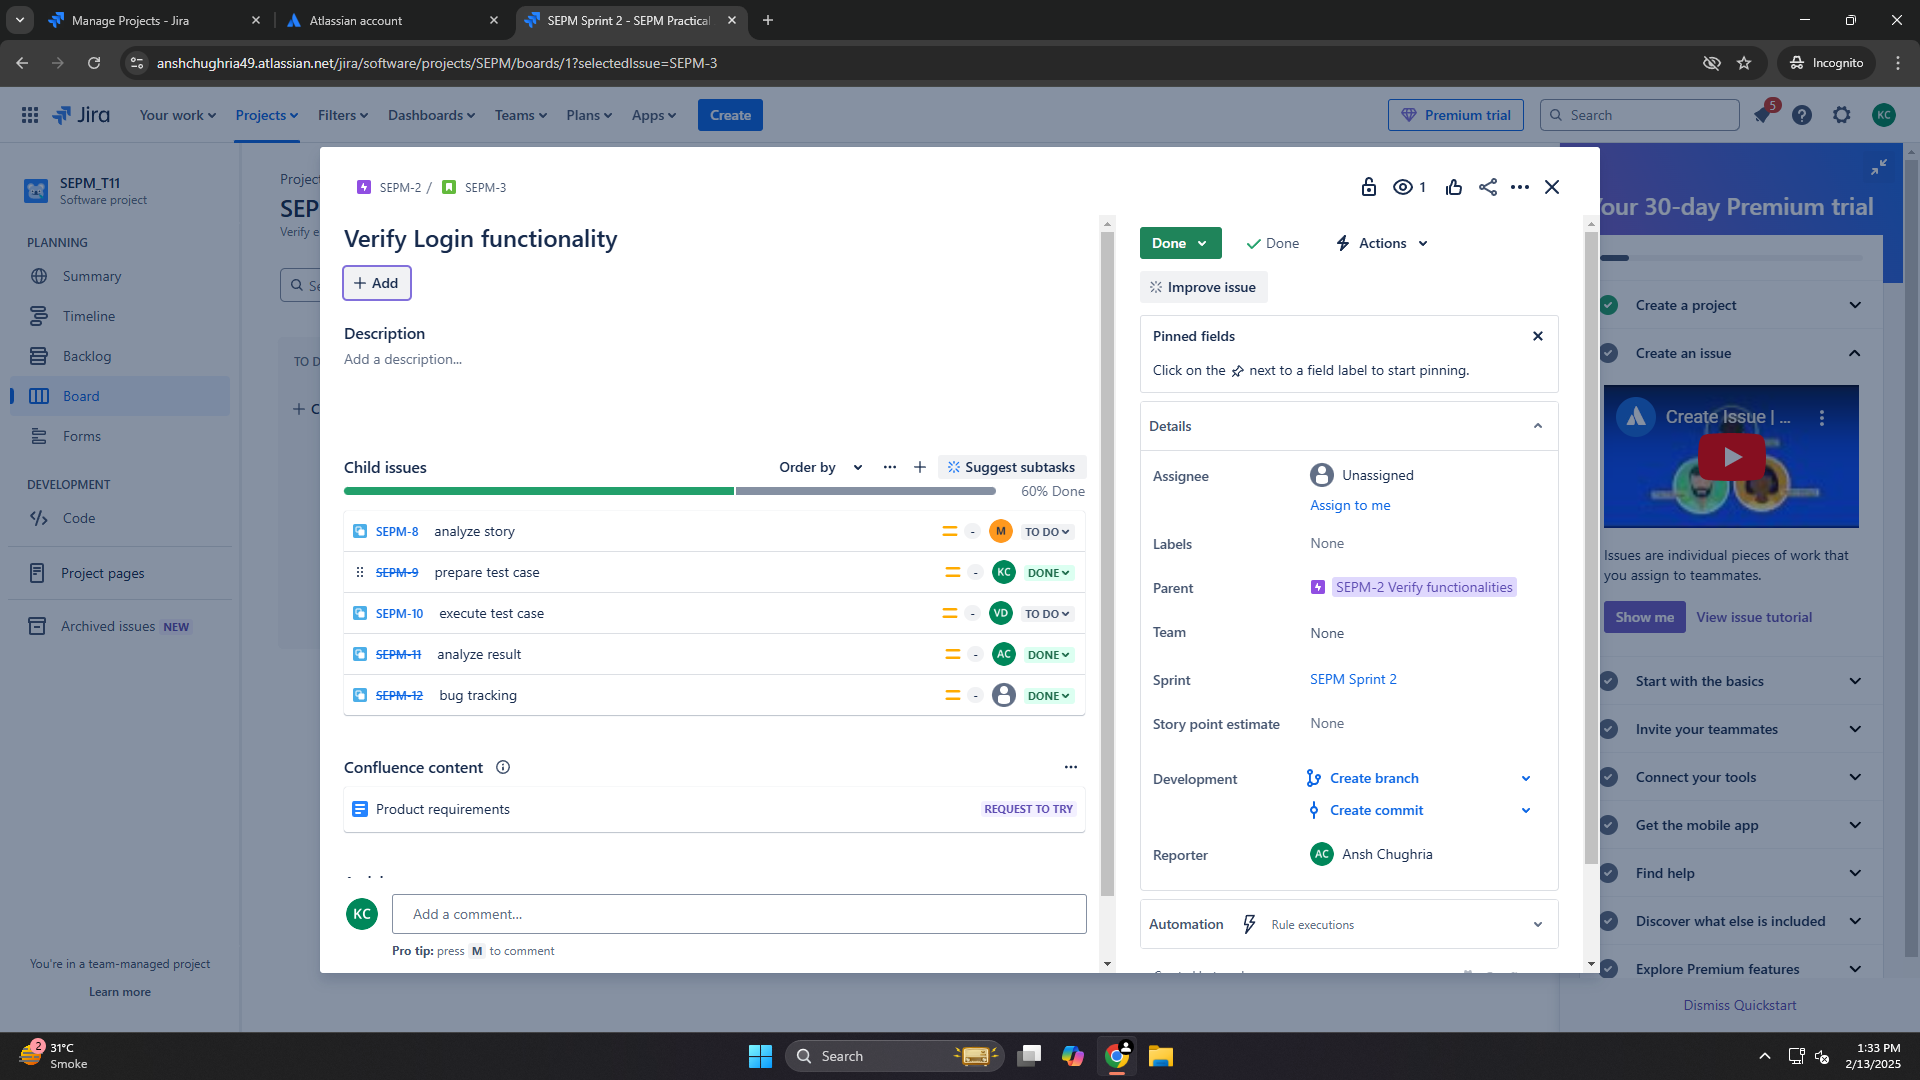 Manage Projects - Jira
Atlassian account
SEPM Sprint 2 - SEPM Practical
anshchughria49.atlassian.net/jira/software/projects/SEPM/boards/1?selectedIssue=SEPM-3
Incognito
Jira
Your work
Projects
Filters
Dashboards
Teams
Plans
Apps
Create
Premium trial
Search
5
KC
SEPM_T11
Software project
PLANNING
Summary
Timeline
Backlog
Board
Forms
DEVELOPMENT
Code
Project pages
Archived issues NEW
You're in a team-managed project
Learn more
Project
SEP
Verify e
Se
TO D
+ C
SEPM-2 / SEPM-3
1
Verify Login functionality
+ Add
Description
Add a description...
Child issues
Order by
Suggest subtasks
60% Done
SEPM-8 analyze story - M TO DO
SEPM-9 prepare test case - KC DONE
SEPM-10 execute test case - VD TO DO
SEPM-11 analyze result - AC DONE
SEPM-12 bug tracking - DONE
Confluence content
Product requirements
REQUEST TO TRY
KC
Add a comment...
Pro tip: press M to comment
Done
Done
Actions
Improve issue
Pinned fields
Click on the next to a field label to start pinning.
Details
Assignee
Unassigned
Assign to me
Labels
None
Parent
SEPM-2 Verify functionalities
Team
None
Sprint
SEPM Sprint 2
Story point estimate
None
Development
Create branch
Create commit
Reporter
AC Ansh Chughria
Automation
Rule executions
our 30-day Premium trial
Create a project
Create an issue
Create Issue | ...
Issues are individual pieces of work that
you assign to teammates.
Show me
View issue tutorial
Start with the basics
Invite your teammates
Connect your tools
Get the mobile app
Find help
Discover what else is included
Explore Premium features
Dismiss Quickstart
2
31°C
Smoke
Search
1:33 PM
2/13/2025